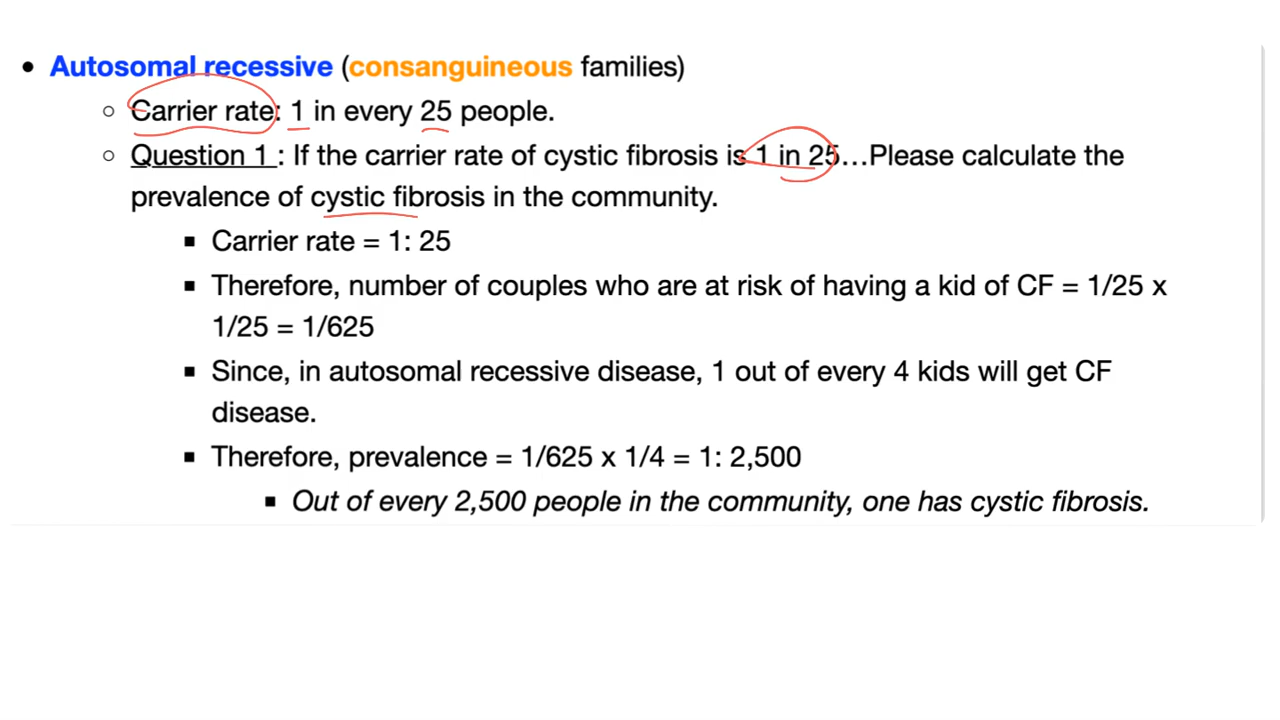 • Autosomal recessive (consanguineous families)
○ Carrier rate: 1 in every 25 people.
○ Question 1 : If the carrier rate of cystic fibrosis is 1 in 25...Please calculate the
prevalence of cystic fibrosis in the community.
▪ Carrier rate = 1: 25
▪ Therefore, number of couples who are at risk of having a kid of CF = 1/25 x
1/25 = 1/625
▪ Since, in autosomal recessive disease, 1 out of every 4 kids will get CF
disease.
▪ Therefore, prevalence = 1/625 x 1/4 = 1: 2,500
▪ Out of every 2,500 people in the community, one has cystic fibrosis.